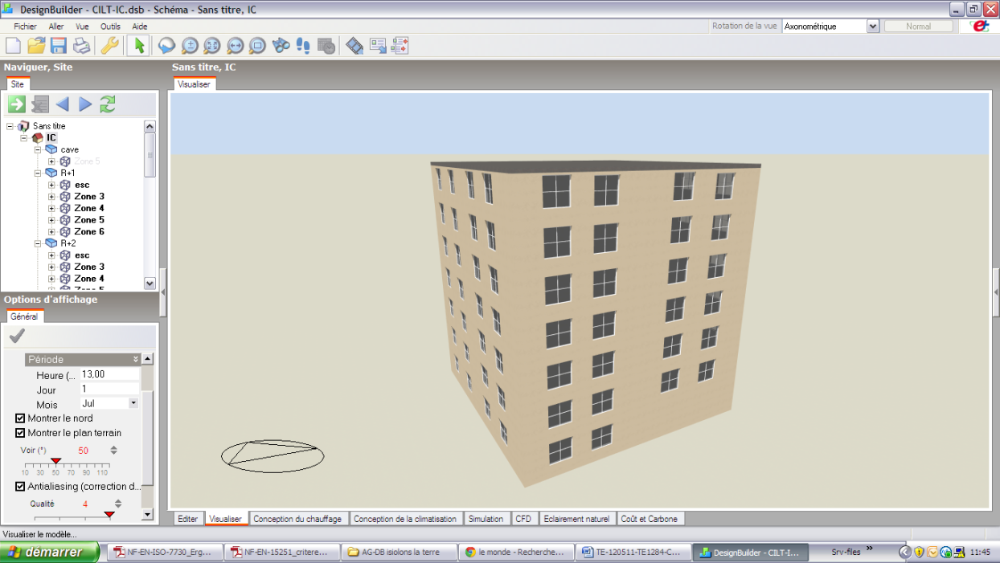 DesignBuilder - CILT-IC.dsb - Schéma - Sans titre, IC
Fichier Aller Vue Outils Aide
Rotation de la vue Axonométrique Normal
Naviguer, Site
Site
Sans titre
IC
cave
Zone 5
R+1
esc
Zone 3
Zone 4
Zone 5
Zone 6
R+2
esc
Zone 3
Zone 4
Zone 5
Options d'affichage
Général
Période
Heure (... 13,00
Jour 1
Mois Jul
Montrer le nord
Montrer le plan terrain
Voir (°) 50
10 30 50 70 90 110
Antialiasing (correction d...
Qualité 4
Sans titre, IC
Visualiser
Editer Visualiser Conception du chauffage Conception de la climatisation Simulation CFD Eclairement naturel Coût et Carbone
Visualiser le modèle...
démarrer NF-EN-ISO-7730_Erg... NF-EN-15251_critere... AG-DB isiolons la terre le monde - Recherche... TE-120511-TE1284-C... DesignBuilder - CILT-I... Srv-files » 11:45